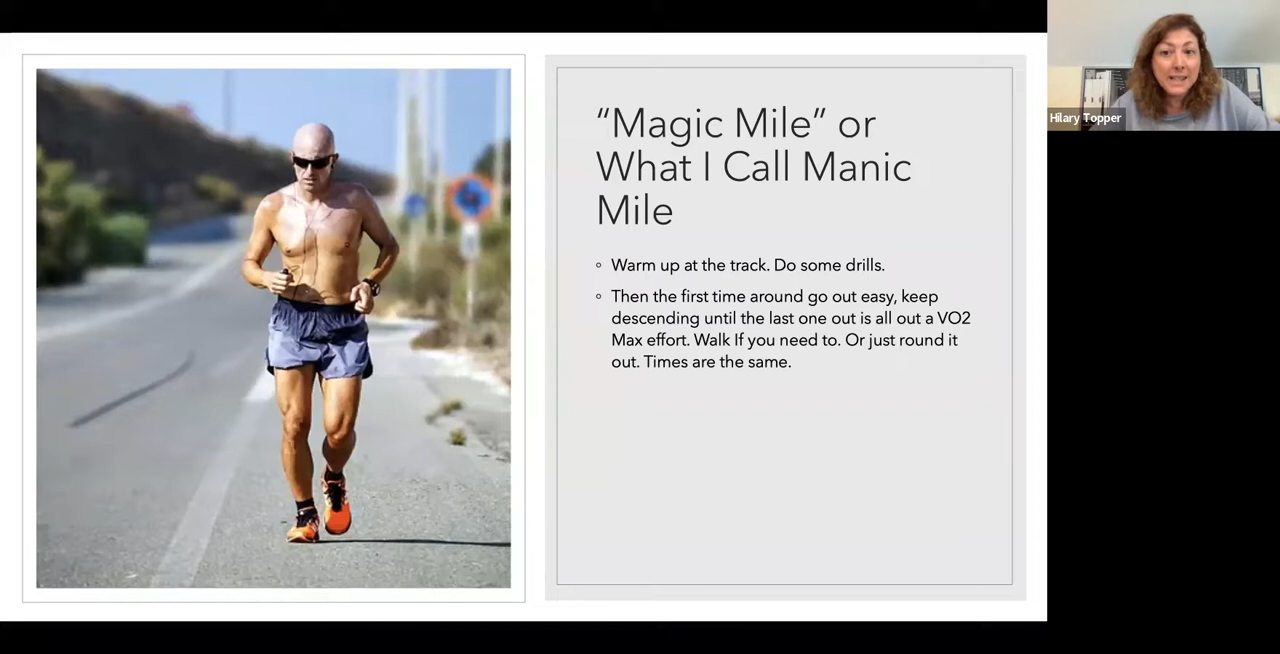 “Magic Mile” or
What I Call Manic
Mile
Warm up at the track. Do some drills.
Then the first time around go out easy, keep
descending until the last one out is all out a VO2
Max effort. Walk If you need to. Or just round it
out. Times are the same.
Hilary Topper